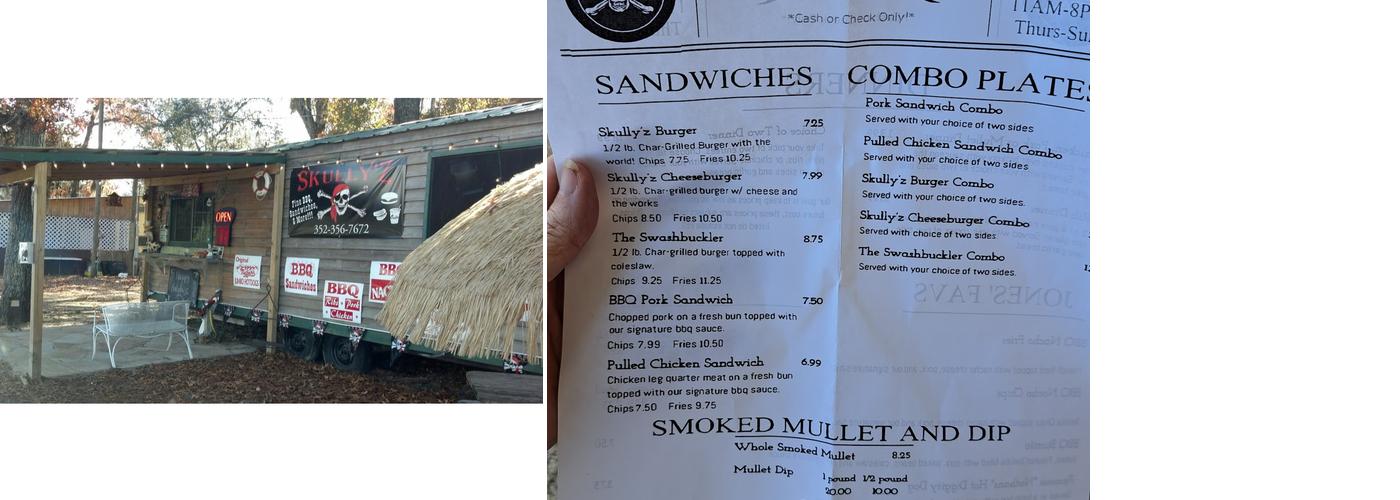 SKULLY'Z
Fine BBQ,
Sandwiches,
& More!!!
352-356-7672
OPEN
Original
BBQ
Sandwiches
BBQ
Ribs Pork
Chicken
*Cash or Check Only!*
11AM-8P
Thurs-Su
SANDWICHES
Skully'z Burger 7.25
1/2 lb. Char-Grilled Burger with the
world! Chips 7.75 Fries 10.25
Skully'z Cheeseburger 7.99
1/2 lb. Char-grilled burger w/ cheese and
the works
Chips 8.50 Fries 10.50
The Swashbuckler 8.75
1/2 lb. Char-grilled burger topped with
coleslaw.
Chips 9.25 Fries 11.25
BBQ Pork Sandwich 7.50
Chopped pork on a fresh bun topped with
our signature bbq sauce.
Chips 7.99 Fries 10.50
Pulled Chicken Sandwich 6.99
Chicken leg quarter meat on a fresh bun
topped with our signature bbq sauce.
Chips 7.50 Fries 9.75
COMBO PLATES
Pork Sandwich Combo
Served with your choice of two sides
Pulled Chicken Sandwich Combo
Served with your choice of two sides
Skully'z Burger Combo
Served with your choice of two sides.
Skully'z Cheeseburger Combo
Served with choice of two sides.
The Swashbuckler Combo
Served with your choice of two sides.
SMOKED MULLET AND DIP
Whole Smoked Mullet 8.25
Mullet Dip 1 pound 1/2 pound
20.00 10.00